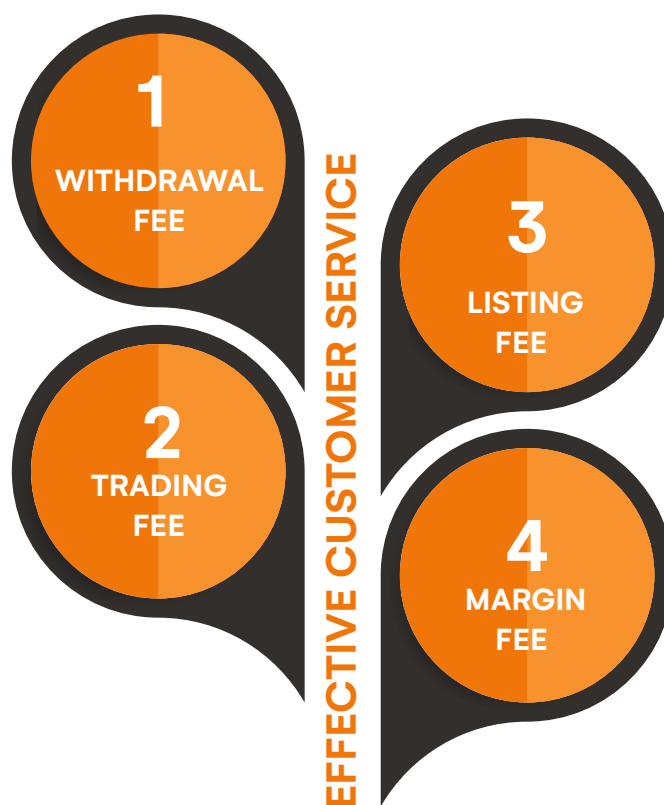 1
WITHDRAWAL
FEE
2
TRADING
FEE
EFFECTIVE CUSTOMER SERVICE
3
LISTING
FEE
4
MARGIN
FEE